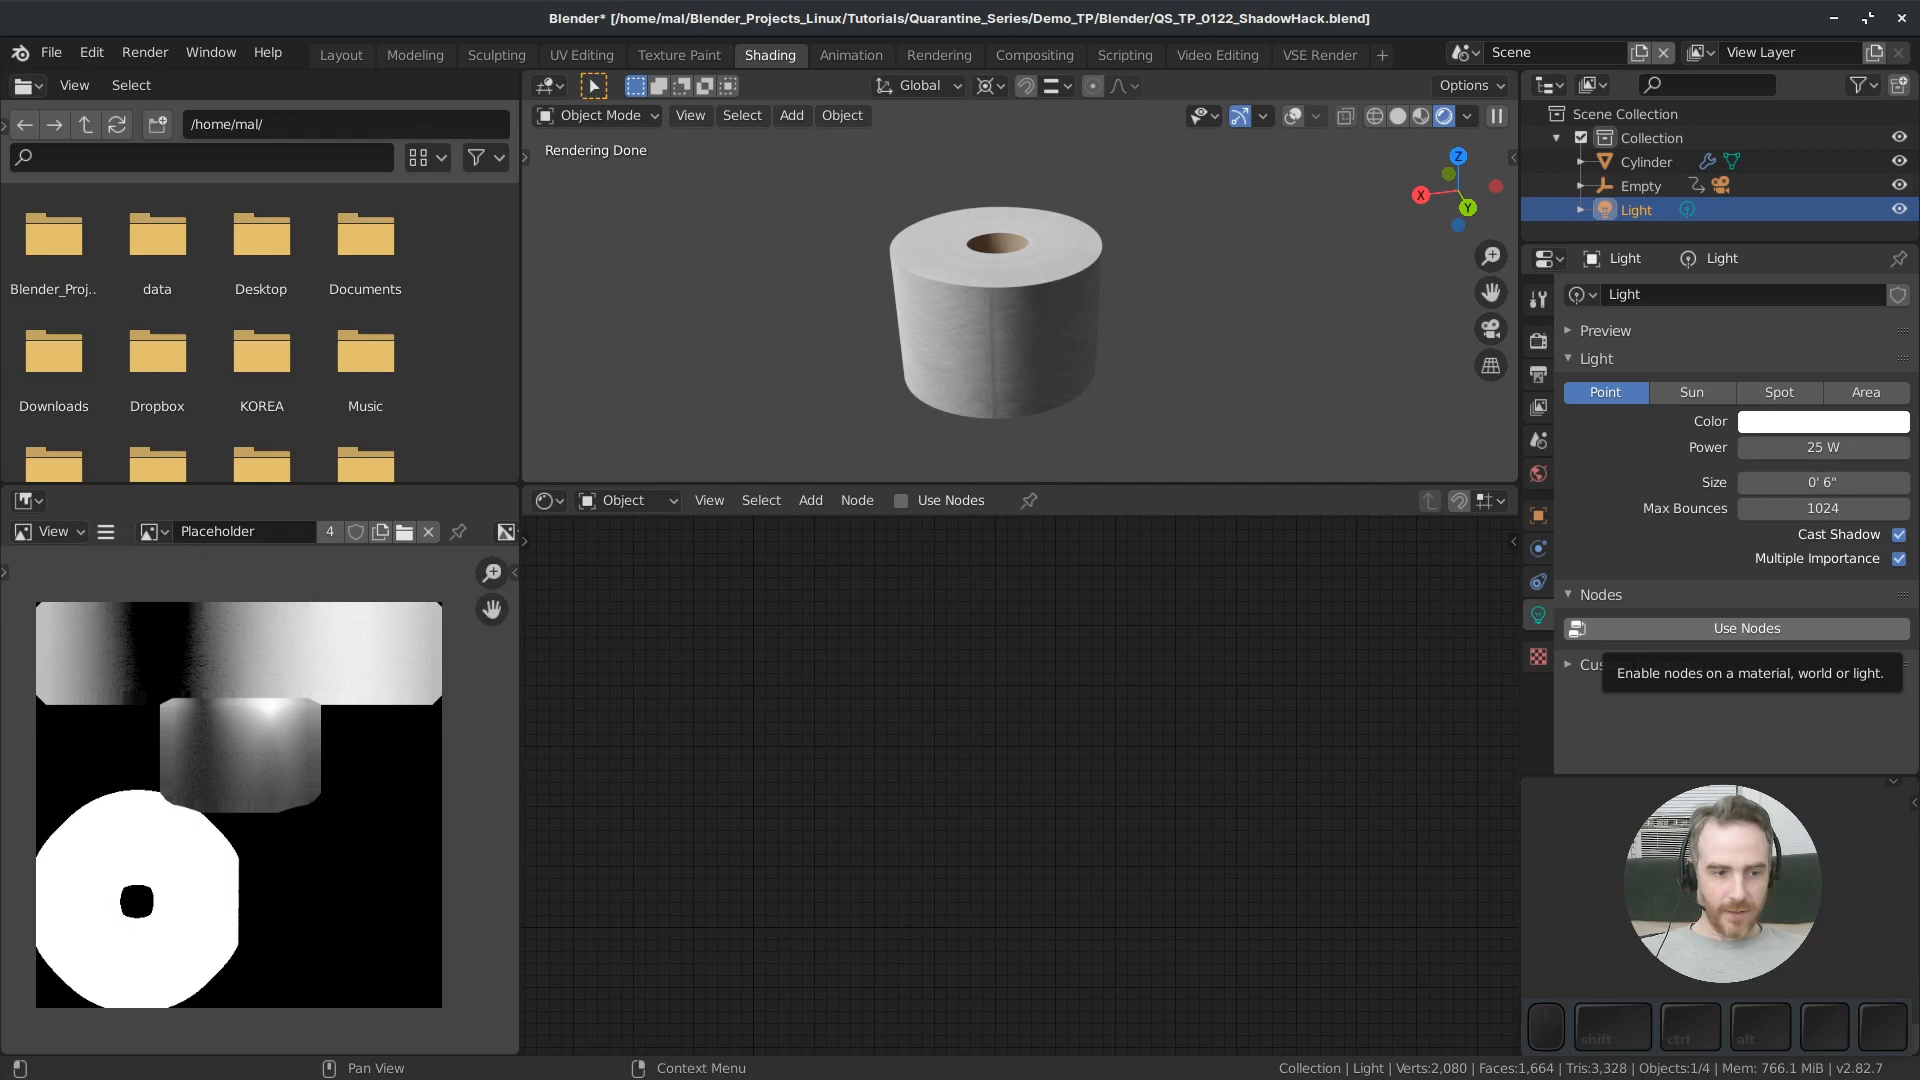 Blender* [/home/mal/Blender_Projects_Linux/Tutorials/Quarantine_Series/Demo_TP/Blender/QS_TP_0122_ShadowHack.blend]
File Edit Render Window Help Layout Modeling Sculpting UV Editing Texture Paint Shading Animation Rendering Compositing Scripting Video Editing VSE Render + Scene View Layer
View Select Global Options
/home/mal/
Object Mode View Select Add Object
Rendering Done
Z
X
Y
Scene Collection
Collection
Cylinder
Empty
Light
Blender_Proj.. data Desktop Documents
Downloads Dropbox KOREA Music
Light Light
Light
Preview
Light
Point Sun Spot Area
Color
Power 25 W
Size 0' 6"
Max Bounces 1024
Cast Shadow
Multiple Importance
Nodes
Use Nodes
Cus
Enable nodes on a material, world or light.
Object View Select Add Node Use Nodes
View Placeholder 4
shift ctrl alt
Pan View Context Menu Collection | Light | Verts:2,080 | Faces:1,664 | Tris:3,328 | Objects:1/4 | Mem: 766.1 MiB | v2.82.7